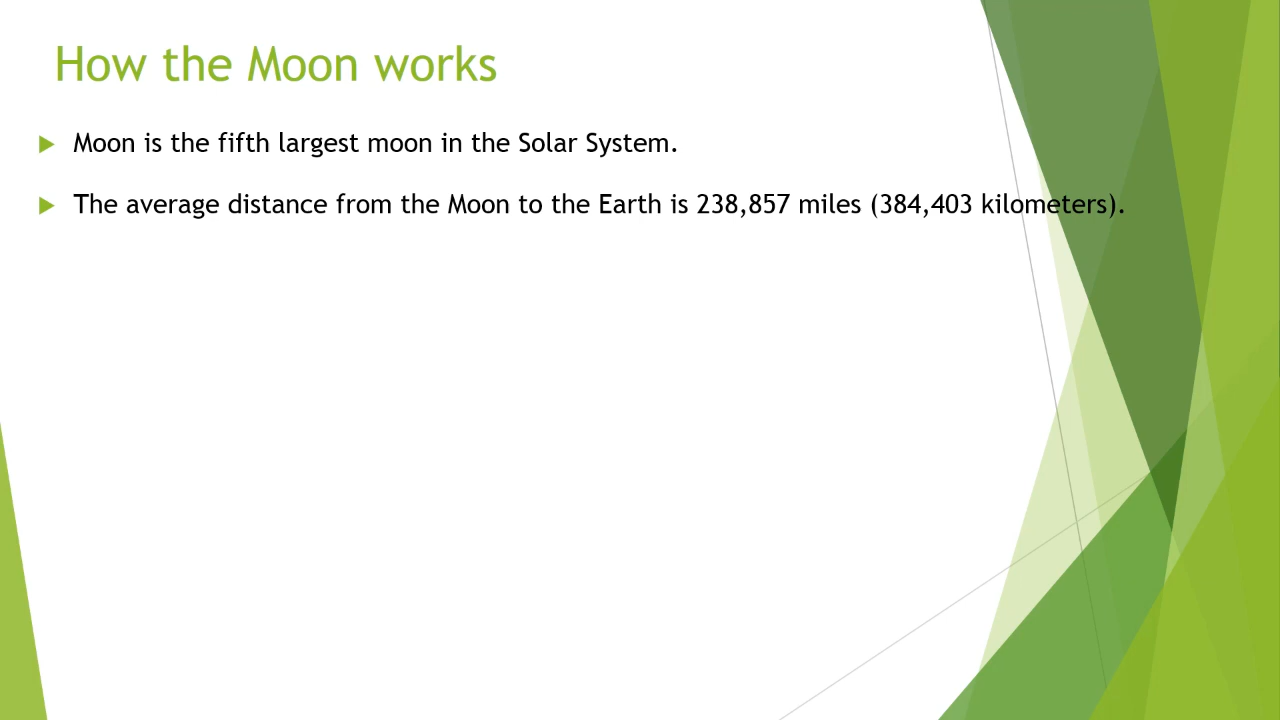 How the Moon works
Moon is the fifth largest moon in the Solar System.
The average distance from the Moon to the Earth is 238,857 miles (384,403 kilometers).